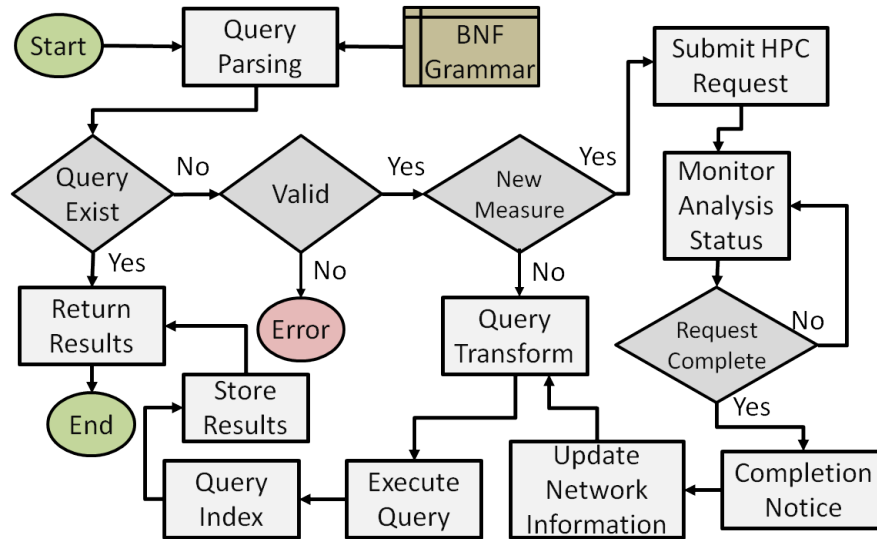 Start
Query
Parsing
BNF
Grammar
Submit HPC
Request
Query
Exist
No
Valid
Yes
New
Measure
Yes
Monitor
Analysis
Status
Yes
No
No
Return
Results
Error
Query
Transform
Request
Complete
No
End
Store
Results
Yes
Query
Index
Execute
Query
Update
Network
Information
Completion
Notice